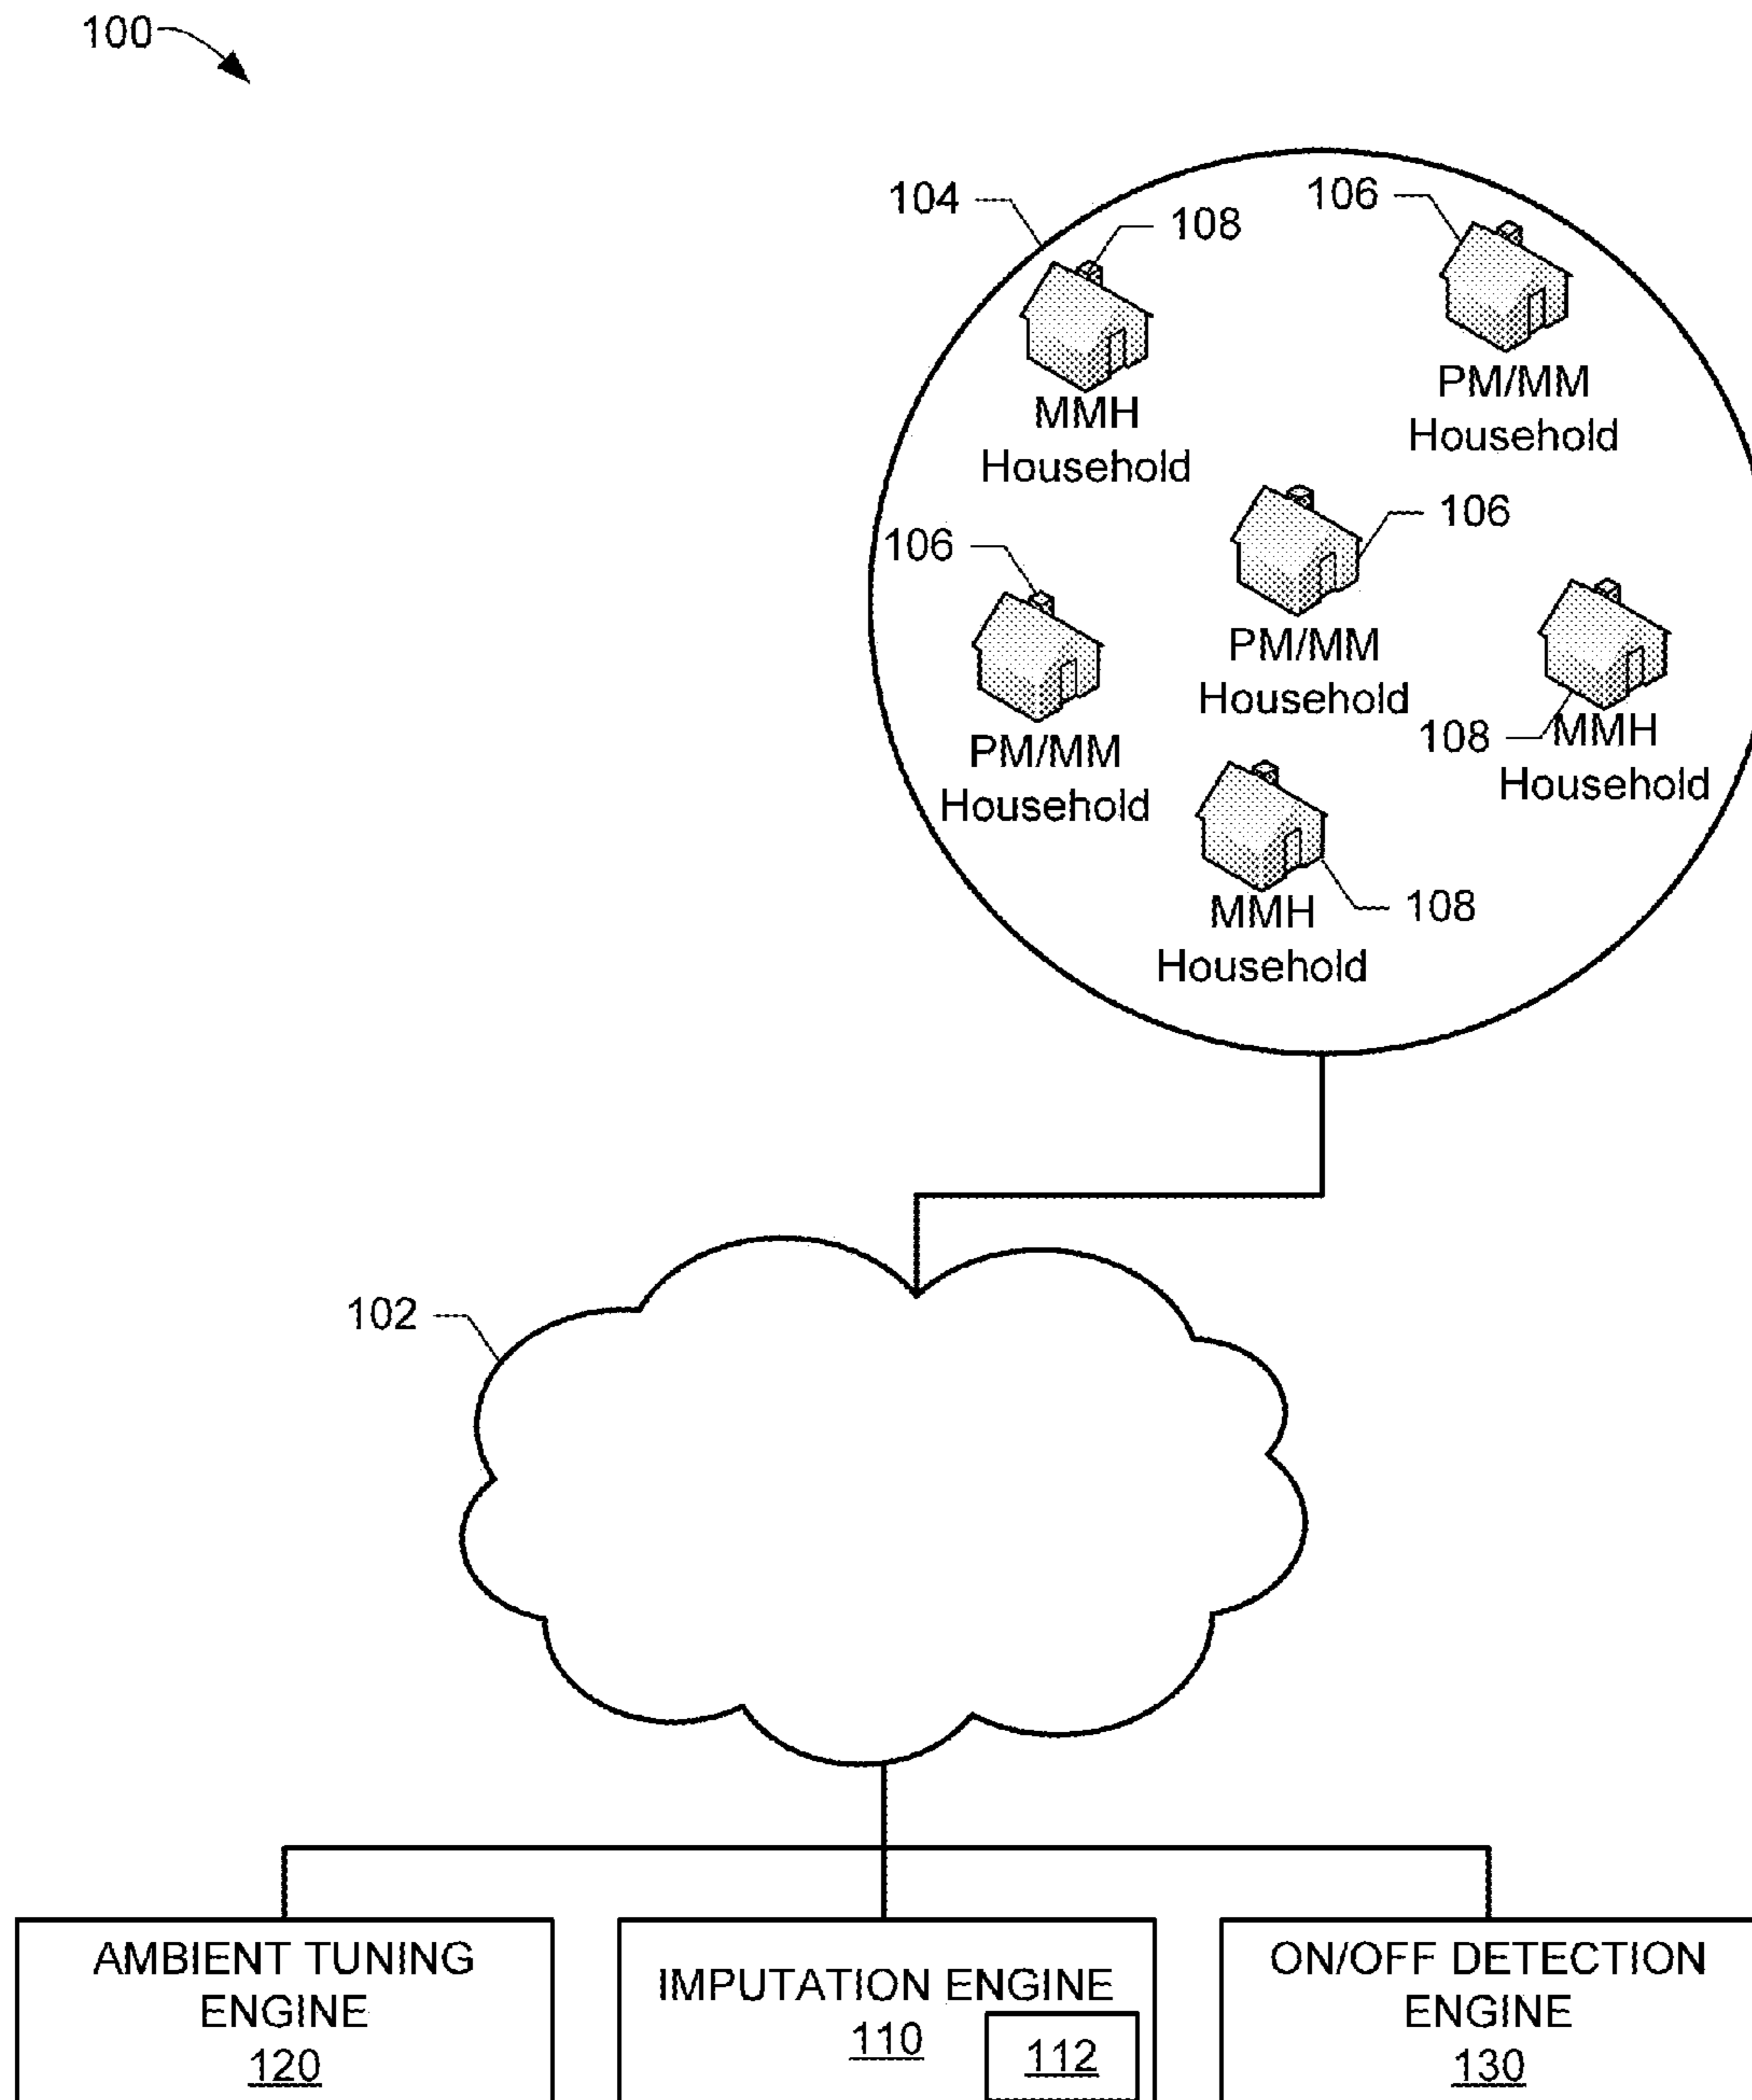 100
104
106
108
MMH
Household
PM/MM
Household
106
106
PM/MM
Household
PM/MM
Household
108
MMH
Household
108
MMH
Household
102
AMBIENT TUNING
ENGINE
120
IMPUTATION ENGINE
110
112
ON/OFF DETECTION
ENGINE
130